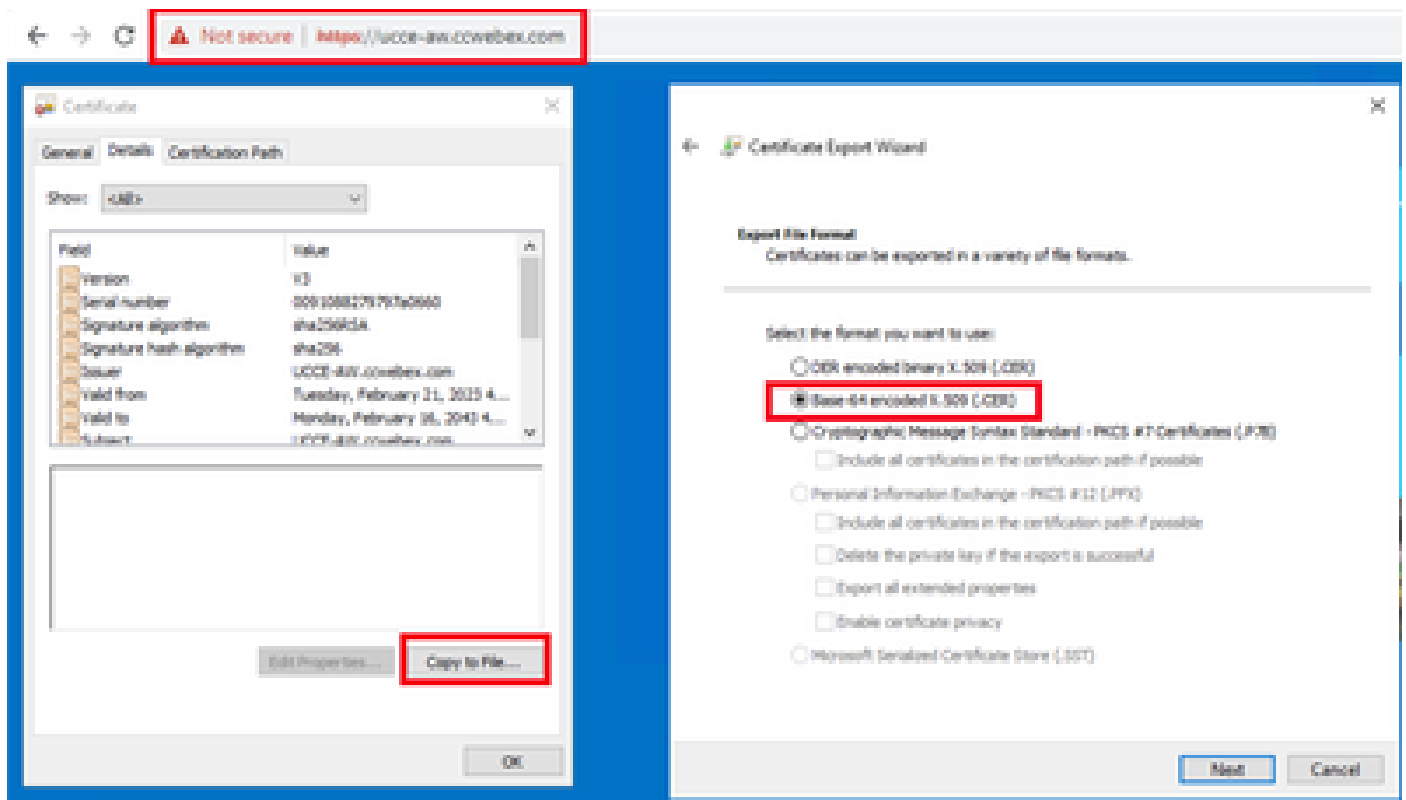 Not secure | https://ucce-aw.ccwebex.com
Certificate
General Details Certification Path
Show: <All>
Field Value
Version V3
Serial number
Signature algorithm sha256RSA
Signature hash algorithm sha256
Issuer UCCE-AW.ccwebex.com
Valid from Tuesday, February 21, 2023 4....
Valid to Monday, February 16, 2043 4....
Subject UCCE-AW.ccwebex.com
Edit Properties...
Copy to File...
OK
Certificate Export Wizard
Export File Format
Certificates can be exported in a variety of file formats.
Select the format you want to use:
DER encoded binary X.509 (.CER)
Base-64 encoded X.509 (.CER)
Cryptographic Message Syntax Standard - PKCS #7 Certificates (.P7B)
Include all certificates in the certification path if possible
Personal Information Exchange - PKCS #12 (.PFX)
Include all certificates in the certification path if possible
Delete the private key if the export is successful
Export all extended properties
Enable certificate privacy
Microsoft Serialized Certificate Store (.SST)
Next
Cancel